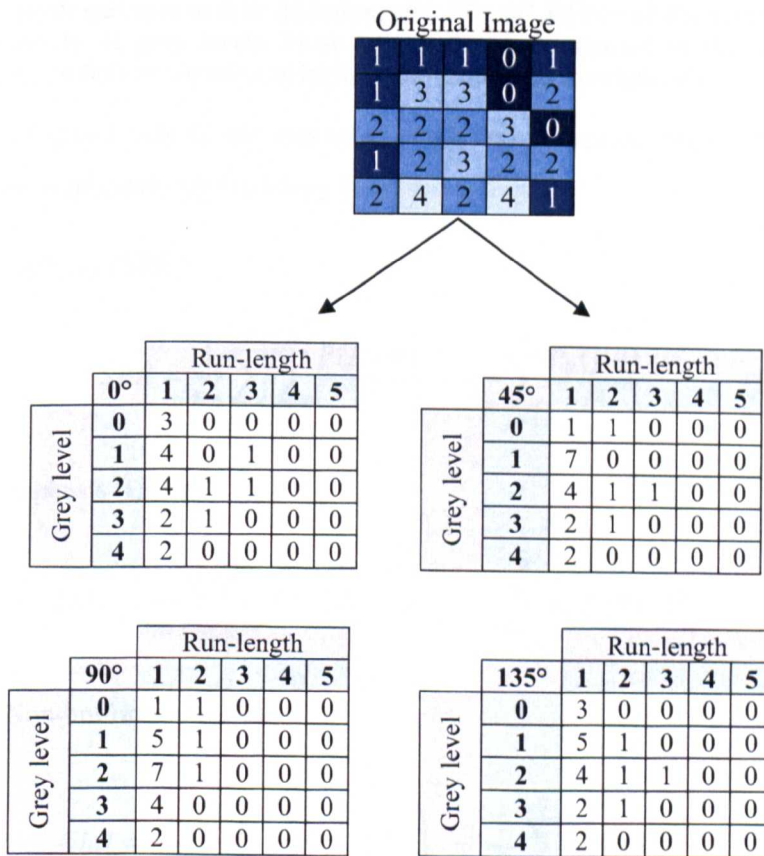 Original Image
1 1 1 0 1
1 3 3 0 2
2 2 2 3 0
1 2 3 2 2
2 4 2 4 1
Run-length
0° 1 2 3 4 5
Grey level
0 3 0 0 0 0
1 4 0 1 0 0
2 4 1 1 0 0
3 2 1 0 0 0
4 2 0 0 0 0
Run-length
45° 1 2 3 4 5
Grey level
0 1 1 0 0 0
1 7 0 0 0 0
2 4 1 1 0 0
3 2 1 0 0 0
4 2 0 0 0 0
Run-length
90° 1 2 3 4 5
Grey level
0 1 1 0 0 0
1 5 1 0 0 0
2 7 1 0 0 0
3 4 0 0 0 0
4 2 0 0 0 0
Run-length
135° 1 2 3 4 5
Grey level
0 3 0 0 0 0
1 5 1 0 0 0
2 4 1 1 0 0
3 2 1 0 0 0
4 2 0 0 0 0